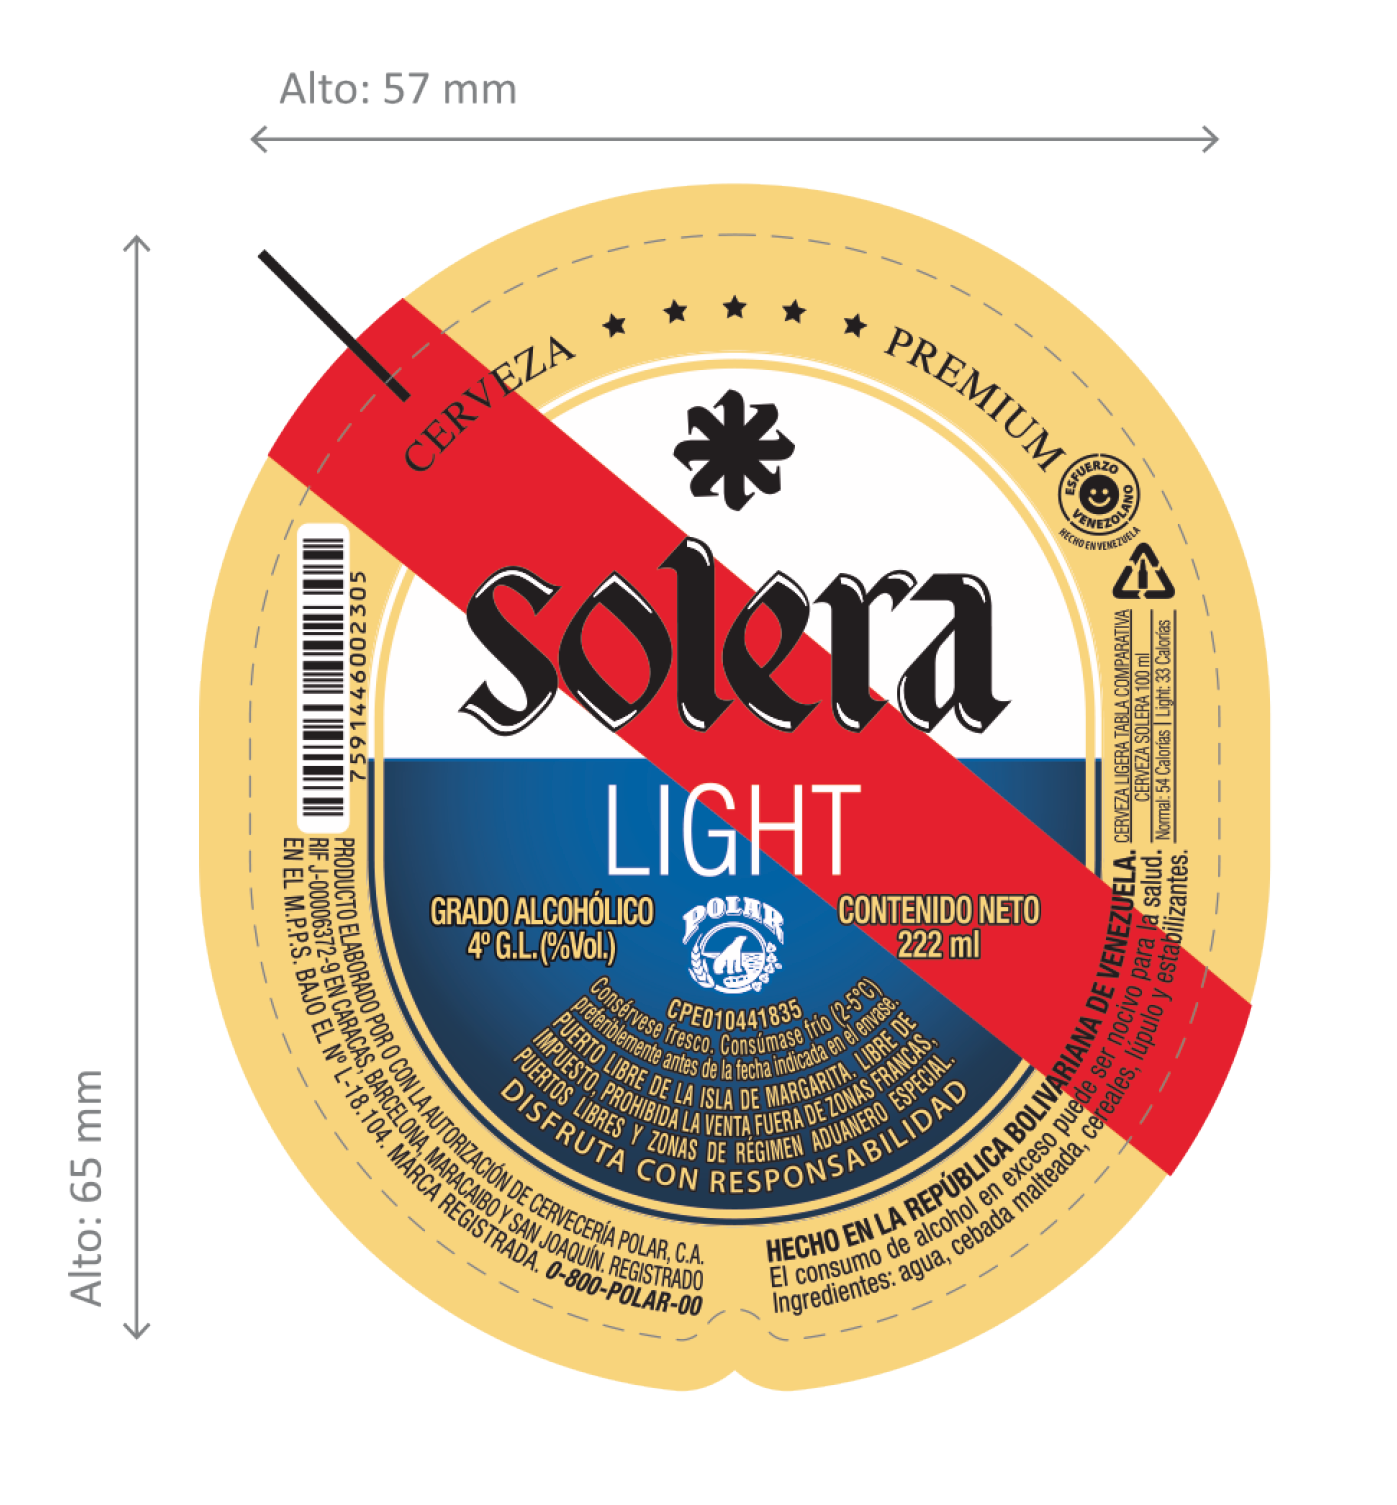 Alto: 57 mm
Alto: 65 mm
CERVEZA PREMIUM
ESFUERZO
VENEZOLANO
HECHO EN VENEZUELA
solera
LIGHT
GRADO ALCOHÓLICO
4º G.L.(%Vol.)
POLAR
CONTENIDO NETO
222 ml
CPE010441835
Consérvese fresco. Consúmase frío (2-5°C)
preferiblemente antes de la fecha indicada en el envase.
PUERTO LIBRE DE LA ISLA DE MARGARITA. LIBRE DE
IMPUESTO, PROHIBIDA LA VENTA FUERA DE ZONAS FRANCAS,
PUERTOS LIBRES Y ZONAS DE RÉGIMEN ADUANERO ESPECIAL.
DISFRUTA CON RESPONSABILIDAD
7591446002305
PRODUCTO ELABORADO POR O CON LA AUTORIZACIÓN DE CERVECERÍA POLAR, C.A.
RIF J-00006372-9 EN CARACAS, BARCELONA, MARACAIBO Y SAN JOAQUÍN. REGISTRADO
EN EL M.P.P.S. BAJO EL Nº L-18.104. MARCA REGISTRADA. 0-800-POLAR-00
CERVEZA LIGERA TABLA COMPARATIVA
CERVEZA SOLERA 100 ml
Normal: 54 Calorías | Light: 33 Calorías
HECHO EN LA REPÚBLICA BOLIVARIANA DE VENEZUELA.
El consumo de alcohol en exceso puede ser nocivo para la salud.
Ingredientes: agua, cebada malteada, cereales, lúpulo y estabilizantes.